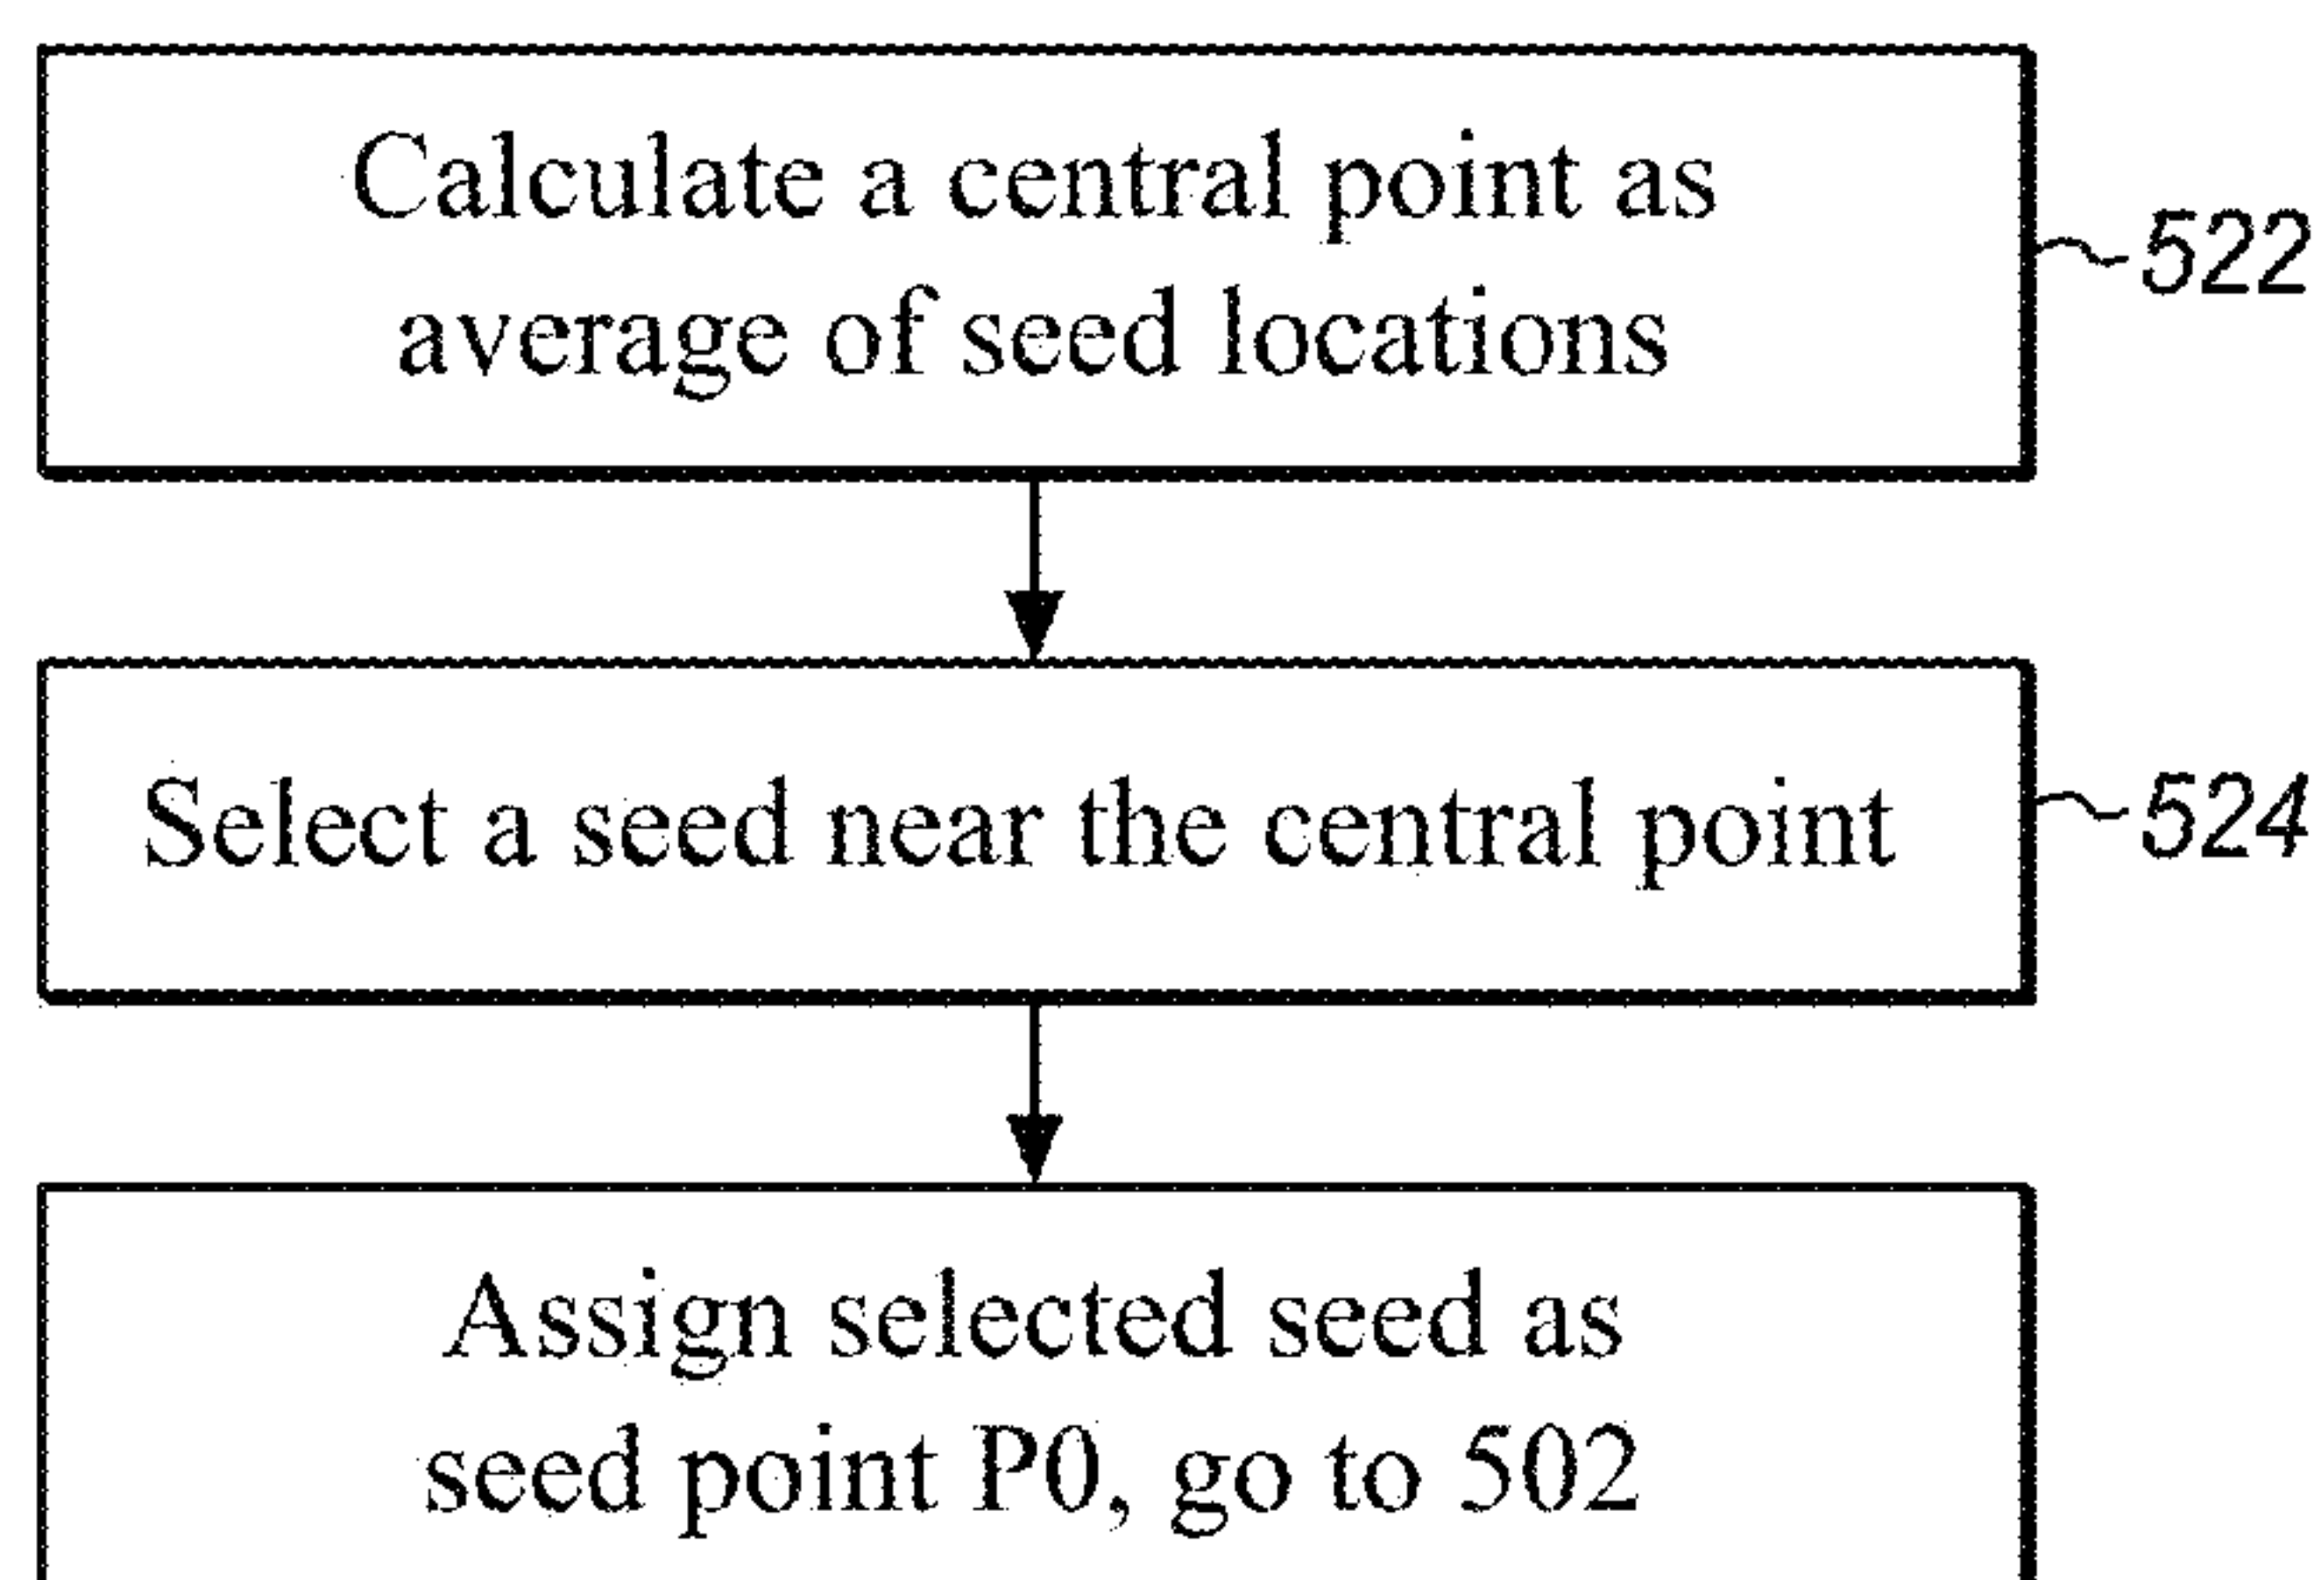 Calculate a central point as
average of seed locations
522
Select a seed near the central point
524
Assign selected seed as
seed point P0, go to 502